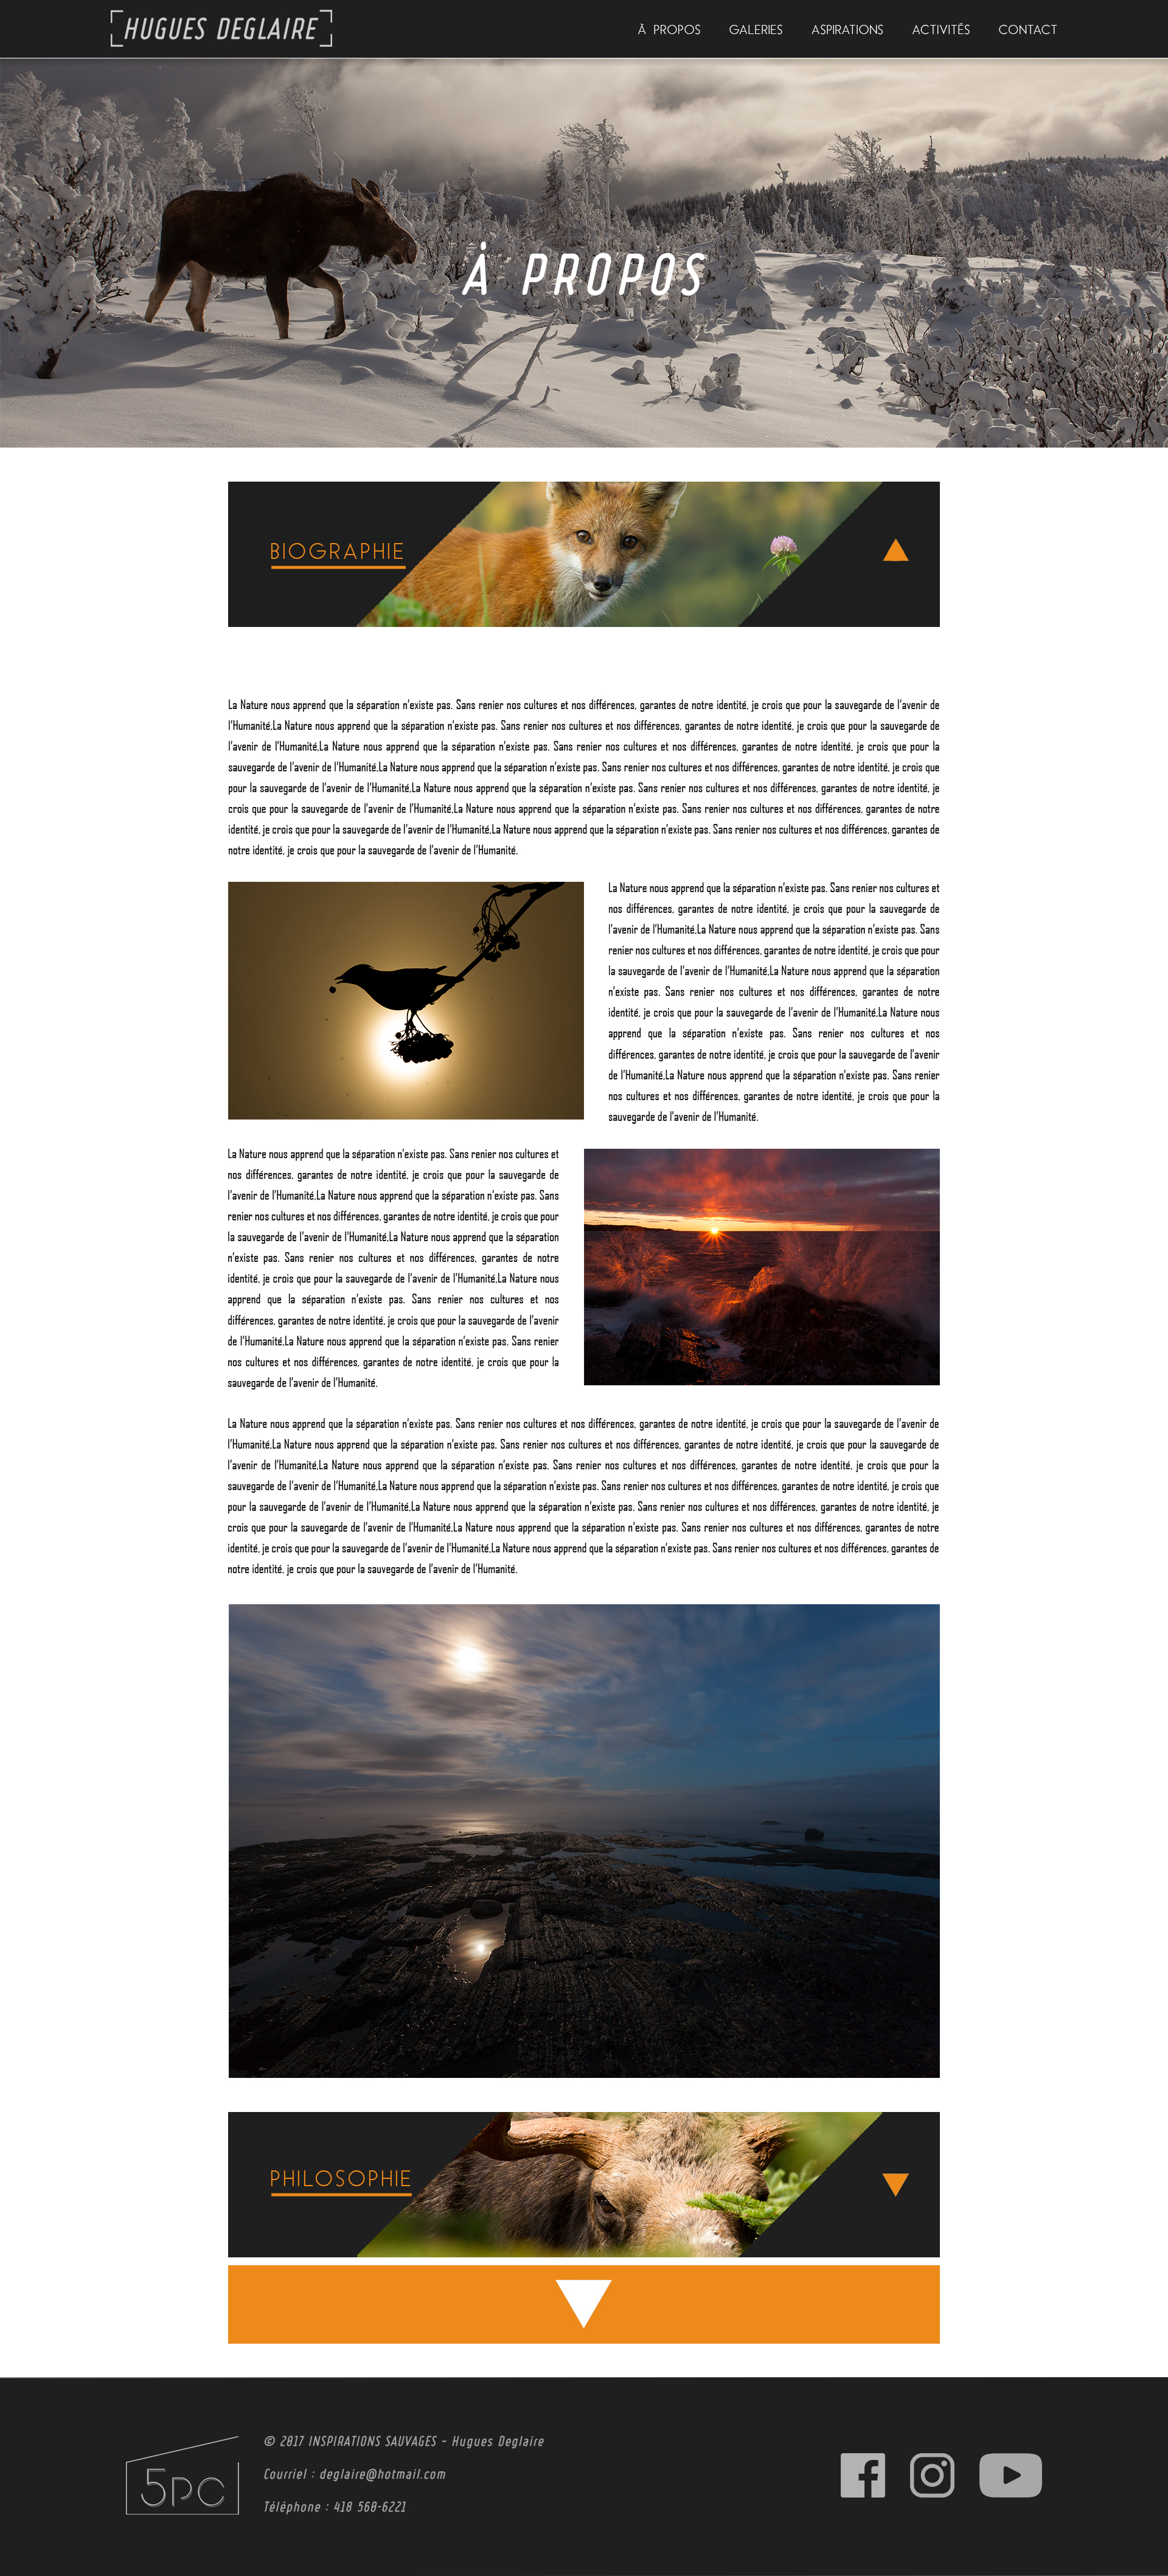 HUGUES DEGLAIRE
À PROPOS GALERIES ASPIRATIONS ACTIVITÉS CONTACT
À PROPOS
BIOGRAPHIE
La Nature nous apprend que la séparation n'existe pas. Sans renier nos cultures et nos différences, garantes de notre identité, je crois que pour la sauvegarde de l'avenir de
l'Humanité.La Nature nous apprend que la séparation n'existe pas. Sans renier nos cultures et nos différences, garantes de notre identité, je crois que pour la sauvegarde de
l'avenir de l'Humanité.La Nature nous apprend que la séparation n'existe pas. Sans renier nos cultures et nos différences, garantes de notre identité, je crois que pour la
sauvegarde de l'avenir de l'Humanité.La Nature nous apprend que la séparation n'existe pas. Sans renier nos cultures et nos différences, garantes de notre identité, je crois que
pour la sauvegarde de l'avenir de l'Humanité.La Nature nous apprend que la séparation n'existe pas. Sans renier nos cultures et nos différences, garantes de notre identité, je
crois que pour la sauvegarde de l'avenir de l'Humanité.La Nature nous apprend que la séparation n'existe pas. Sans renier nos cultures et nos différences, garantes de notre
identité, je crois que pour la sauvegarde de l'avenir de l'Humanité.La Nature nous apprend que la séparation n'existe pas. Sans renier nos cultures et nos différences, garantes de
notre identité, je crois que pour la sauvegarde de l'avenir de l'Humanité.
La Nature nous apprend que la séparation n'existe pas. Sans renier nos cultures et
nos différences, garantes de notre identité, je crois que pour la sauvegarde de
l'avenir de l'Humanité.La Nature nous apprend que la séparation n'existe pas. Sans
renier nos cultures et nos différences, garantes de notre identité, je crois que pour
la sauvegarde de l'avenir de l'Humanité.La Nature nous apprend que la séparation
n'existe pas. Sans renier nos cultures et nos différences, garantes de notre
identité, je crois que pour la sauvegarde de l'avenir de l'Humanité.La Nature nous
apprend que la séparation n'existe pas. Sans renier nos cultures et nos
différences, garantes de notre identité, je crois que pour la sauvegarde de l'avenir
de l'Humanité.La Nature nous apprend que la séparation n'existe pas. Sans renier
nos cultures et nos différences, garantes de notre identité, je crois que pour la
sauvegarde de l'avenir de l'Humanité.
La Nature nous apprend que la séparation n'existe pas. Sans renier nos cultures et
nos différences, garantes de notre identité, je crois que pour la sauvegarde de
l'avenir de l'Humanité.La Nature nous apprend que la séparation n'existe pas. Sans
renier nos cultures et nos différences, garantes de notre identité, je crois que pour
la sauvegarde de l'avenir de l'Humanité.La Nature nous apprend que la séparation
n'existe pas. Sans renier nos cultures et nos différences, garantes de notre
identité, je crois que pour la sauvegarde de l'avenir de l'Humanité.La Nature nous
apprend que la séparation n'existe pas. Sans renier nos cultures et nos
différences, garantes de notre identité, je crois que pour la sauvegarde de l'avenir
de l'Humanité.La Nature nous apprend que la séparation n'existe pas. Sans renier
nos cultures et nos différences, garantes de notre identité, je crois que pour la
sauvegarde de l'avenir de l'Humanité.
La Nature nous apprend que la séparation n'existe pas. Sans renier nos cultures et nos différences, garantes de notre identité, je crois que pour la sauvegarde de l'avenir de
l'Humanité.La Nature nous apprend que la séparation n'existe pas. Sans renier nos cultures et nos différences, garantes de notre identité, je crois que pour la sauvegarde de
l'avenir de l'Humanité.La Nature nous apprend que la séparation n'existe pas. Sans renier nos cultures et nos différences, garantes de notre identité, je crois que pour la
sauvegarde de l'avenir de l'Humanité.La Nature nous apprend que la séparation n'existe pas. Sans renier nos cultures et nos différences, garantes de notre identité, je crois que
pour la sauvegarde de l'avenir de l'Humanité.La Nature nous apprend que la séparation n'existe pas. Sans renier nos cultures et nos différences, garantes de notre identité, je
crois que pour la sauvegarde de l'avenir de l'Humanité.La Nature nous apprend que la séparation n'existe pas. Sans renier nos cultures et nos différences, garantes de notre
identité, je crois que pour la sauvegarde de l'avenir de l'Humanité.La Nature nous apprend que la séparation n'existe pas. Sans renier nos cultures et nos différences, garantes de
notre identité, je crois que pour la sauvegarde de l'avenir de l'Humanité.
PHILOSOPHIE
5PC
© 2017 INSPIRATIONS SAUVAGES - Hugues Deglaire
Courriel : deglaire@hotmail.com
Téléphone : 418 560-6221